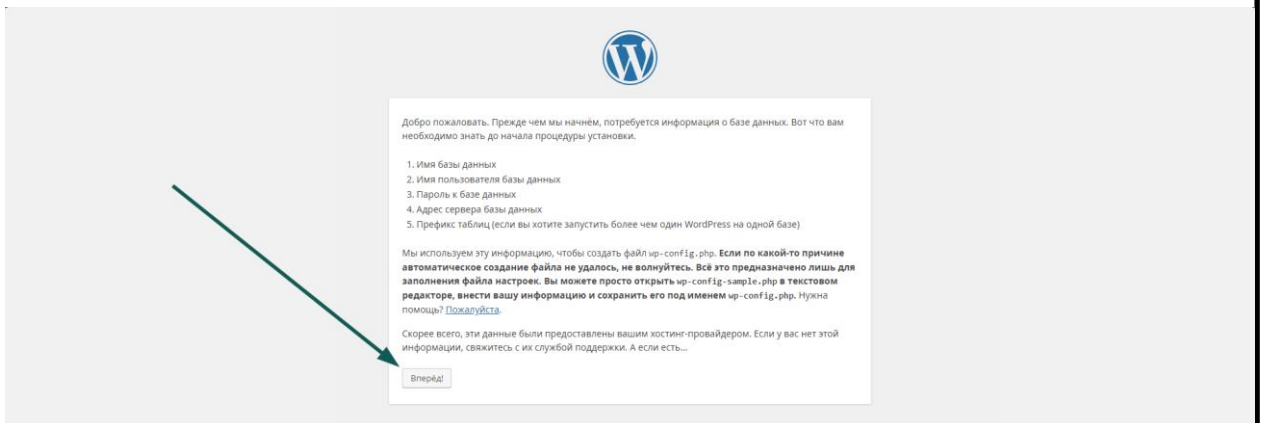 Добро пожаловать. Прежде чем мы начнём, потребуется информация о базе данных. Вот что вам
необходимо знать до начала процедуры установки.
1. Имя базы данных
2. Имя пользователя базы данных
3. Пароль к базе данных
4. Адрес сервера базы данных
5. Префикс таблиц (если вы хотите запустить более чем один WordPress на одной базе)
Мы используем эту информацию, чтобы создать файл wp-config.php. Если по какой-то причине
автоматическое создание файла не удалось, не волнуйтесь. Всё это предназначено лишь для
заполнения файла настроек. Вы можете просто открыть wp-config-sample.php в текстовом
редакторе, внести вашу информацию и сохранить его под именем wp-config.php. Нужна
помощь? Пожалуйста.
Скорее всего, эти данные были предоставлены вашим хостинг-провайдером. Если у вас нет этой
информации, свяжитесь с их службой поддержки. А если есть…
Вперёд!